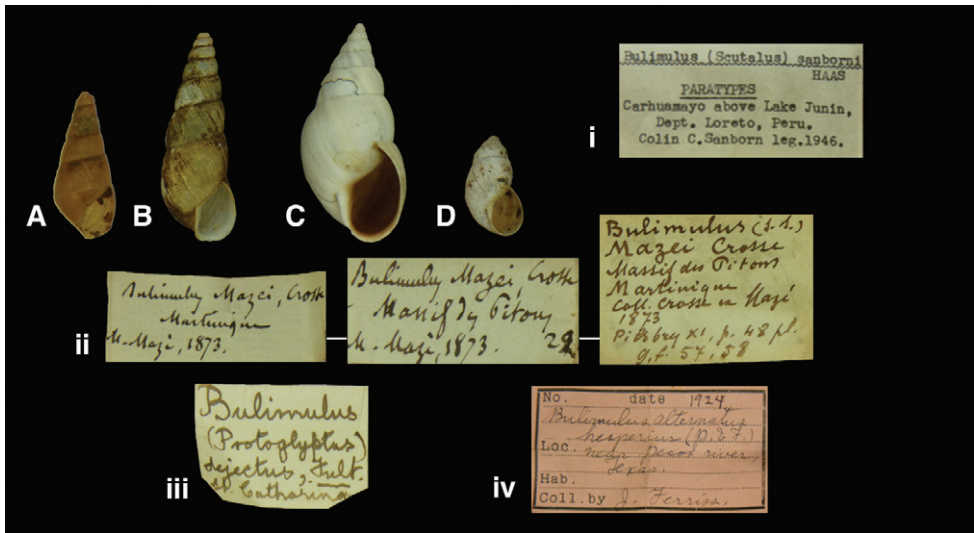 A
B
C
D
i
Bulimulus (Scutalus) sanborni
HAAS
PARATYPES
Carhuamayo above Lake Junin,
Dept. Loreto, Peru.
Colin C.Sanborn leg.1946.
ii
Mazei, Crosse
Martinique
M. Mazé, 1873.
Mazei, Crosse
Massif des Pitons
M. Mazé, 1873.
Bulimulus (s.s.)
Mazei Crosse
Massif des Pitons
Martinique
Coll. Crosse ex Mazé
1873
Pilsbry XI, p. 48 pl.
9, f. 57, 58
iii
Bulimulus
(Protoglyptus)
dejectus, Fult.
St. Catharina
iv
No. date 1924
Bulimulus alternatus
hesperius (P. & F.)
Loc. near Pecos river,
Texas.
Hab.
Coll.by J. Ferriss.